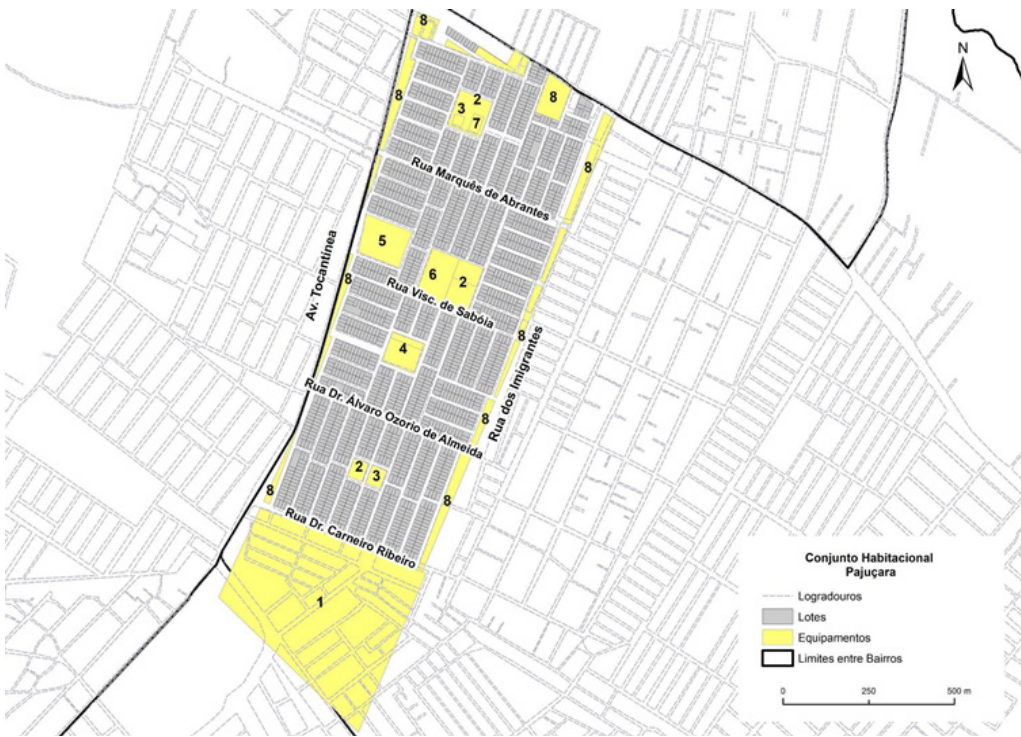 8
N
8
3
2
7
8
8
Rua Marquês de Abrantes
5
6
2
8
Rua Visc. de Sabóia
Av. Tocantínea
4
8
Rua dos Imigrantes
Rua Dr. Álvaro Ozorio de Almeida
8
2
3
8
8
Rua Dr. Carneiro Ribeiro
1
Conjunto Habitacional
Pajuçara
Logradouros
Lotes
Equipamentos
Limites entre Bairros
0 250 500 m